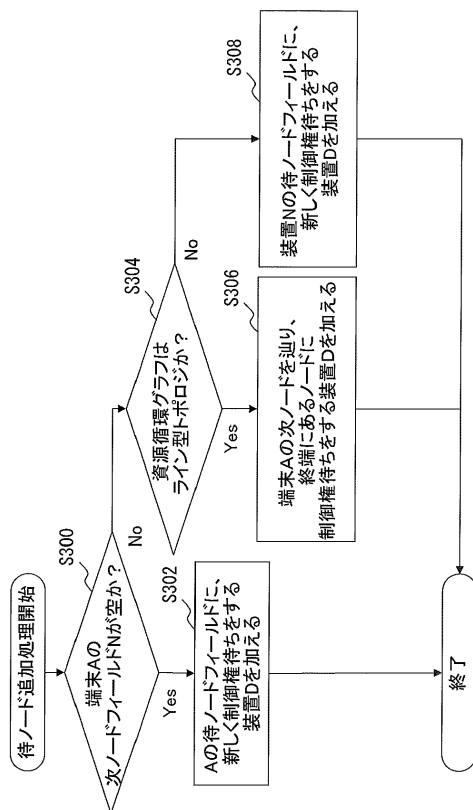 待ノード追加処理開始
S300
端末Aの
次ノードフィールドNが空か？
No
Yes
S302
Aの待ノードフィールドに、
新しく制御権待ちをする
装置Dを加える
S304
資源循環グラフは
ライン型トポロジか？
No
Yes
S306
端末Aの次ノードを辿り、
終端にあるノードに
制御権待ちをする装置Dを加える
S308
装置Nの待ノードフィールドに、
新しく制御権待ちをする
装置Dを加える
終了